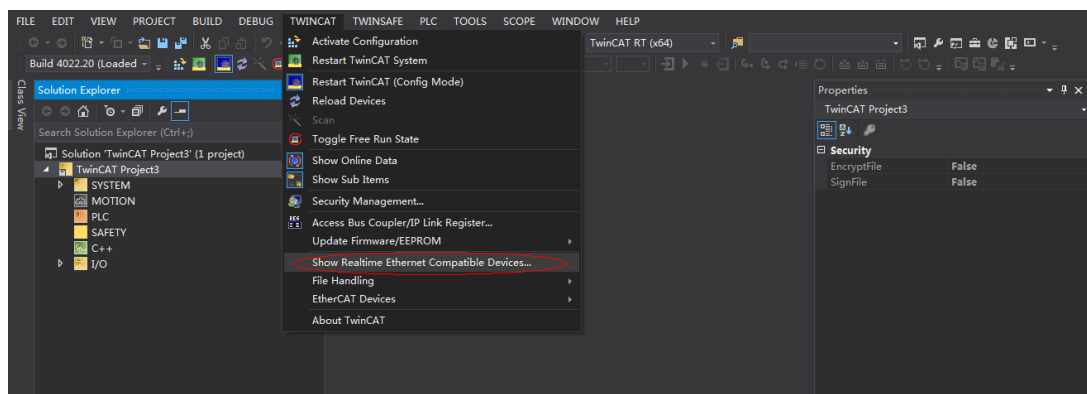 FILE EDIT VIEW PROJECT BUILD DEBUG TWINCAT TWINSAFE PLC TOOLS SCOPE WINDOW HELP
TwinCAT RT (x64)
Build 4022.20 (Loaded
Class View
Solution Explorer
Search Solution Explorer (Ctrl+;)
Solution 'TwinCAT Project3' (1 project)
TwinCAT Project3
SYSTEM
MOTION
PLC
SAFETY
C++
I/O
Activate Configuration
Restart TwinCAT System
Restart TwinCAT (Config Mode)
Reload Devices
Scan
Toggle Free Run State
Show Online Data
Show Sub Items
Security Management...
Access Bus Coupler/IP Link Register...
Update Firmware/EEPROM
Show Realtime Ethernet Compatible Devices...
File Handling
EtherCAT Devices
About TwinCAT
Properties
TwinCAT Project3
Security
EncryptFile False
SignFile False